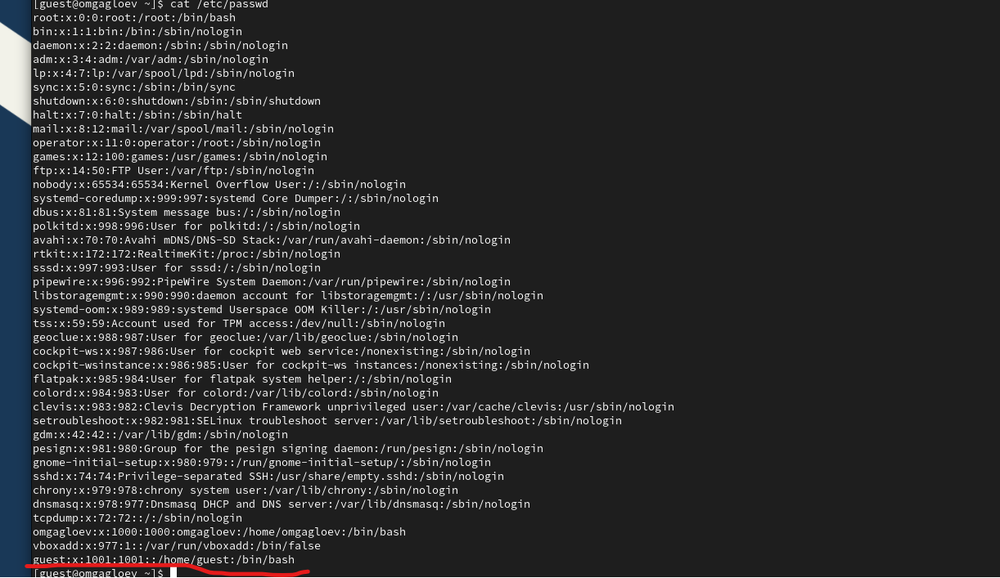 [guest@omgagloev ~]$ cat /etc/passwd
root:x:0:0:root:/root:/bin/bash
bin:x:1:1:bin:/bin:/sbin/nologin
daemon:x:2:2:daemon:/sbin:/sbin/nologin
adm:x:3:4:adm:/var/adm:/sbin/nologin
lp:x:4:7:lp:/var/spool/lpd:/sbin/nologin
sync:x:5:0:sync:/sbin:/bin/sync
shutdown:x:6:0:shutdown:/sbin:/sbin/shutdown
halt:x:7:0:halt:/sbin:/sbin/halt
mail:x:8:12:mail:/var/spool/mail:/sbin/nologin
operator:x:11:0:operator:/root:/sbin/nologin
games:x:12:100:games:/usr/games:/sbin/nologin
ftp:x:14:50:FTP User:/var/ftp:/sbin/nologin
nobody:x:65534:65534:Kernel Overflow User:/:/sbin/nologin
systemd-coredump:x:999:997:systemd Core Dumper:/:/sbin/nologin
dbus:x:81:81:System message bus:/:/sbin/nologin
polkitd:x:998:996:User for polkitd:/:/sbin/nologin
avahi:x:70:70:Avahi mDNS/DNS-SD Stack:/var/run/avahi-daemon:/sbin/nologin
rtkit:x:172:172:RealtimeKit:/proc:/sbin/nologin
sssd:x:997:993:User for sssd:/:/sbin/nologin
pipewire:x:996:992:PipeWire System Daemon:/var/run/pipewire:/sbin/nologin
libstoragemgmt:x:990:990:daemon account for libstoragemgmt:/:/usr/sbin/nologin
systemd-oom:x:989:989:systemd Userspace OOM Killer:/:/usr/sbin/nologin
tss:x:59:59:Account used for TPM access:/dev/null:/sbin/nologin
geoclue:x:988:987:User for geoclue:/var/lib/geoclue:/sbin/nologin
cockpit-ws:x:987:986:User for cockpit web service:/nonexisting:/sbin/nologin
cockpit-wsinstance:x:986:985:User for cockpit-ws instances:/nonexisting:/sbin/nologin
flatpak:x:985:984:User for flatpak system helper:/:/sbin/nologin
colord:x:984:983:User for colord:/var/lib/colord:/sbin/nologin
clevis:x:983:982:Clevis Decryption Framework unprivileged user:/var/cache/clevis:/usr/sbin/nologin
setroubleshoot:x:982:981:SELinux troubleshoot server:/var/lib/setroubleshoot:/sbin/nologin
gdm:x:42:42::/var/lib/gdm:/sbin/nologin
pesign:x:981:980:Group for the pesign signing daemon:/run/pesign:/sbin/nologin
gnome-initial-setup:x:980:979::/run/gnome-initial-setup/:/sbin/nologin
sshd:x:74:74:Privilege-separated SSH:/usr/share/empty.sshd:/sbin/nologin
chrony:x:979:978:chrony system user:/var/lib/chrony:/sbin/nologin
dnsmasq:x:978:977:Dnsmasq DHCP and DNS server:/var/lib/dnsmasq:/sbin/nologin
tcpdump:x:72:72::/:/sbin/nologin
omgagloev:x:1000:1000:omgagloev:/home/omgagloev:/bin/bash
vboxadd:x:977:1::/var/run/vboxadd:/bin/false
guest:x:1001:1001::/home/guest:/bin/bash
[guest@omgagloev ~]$